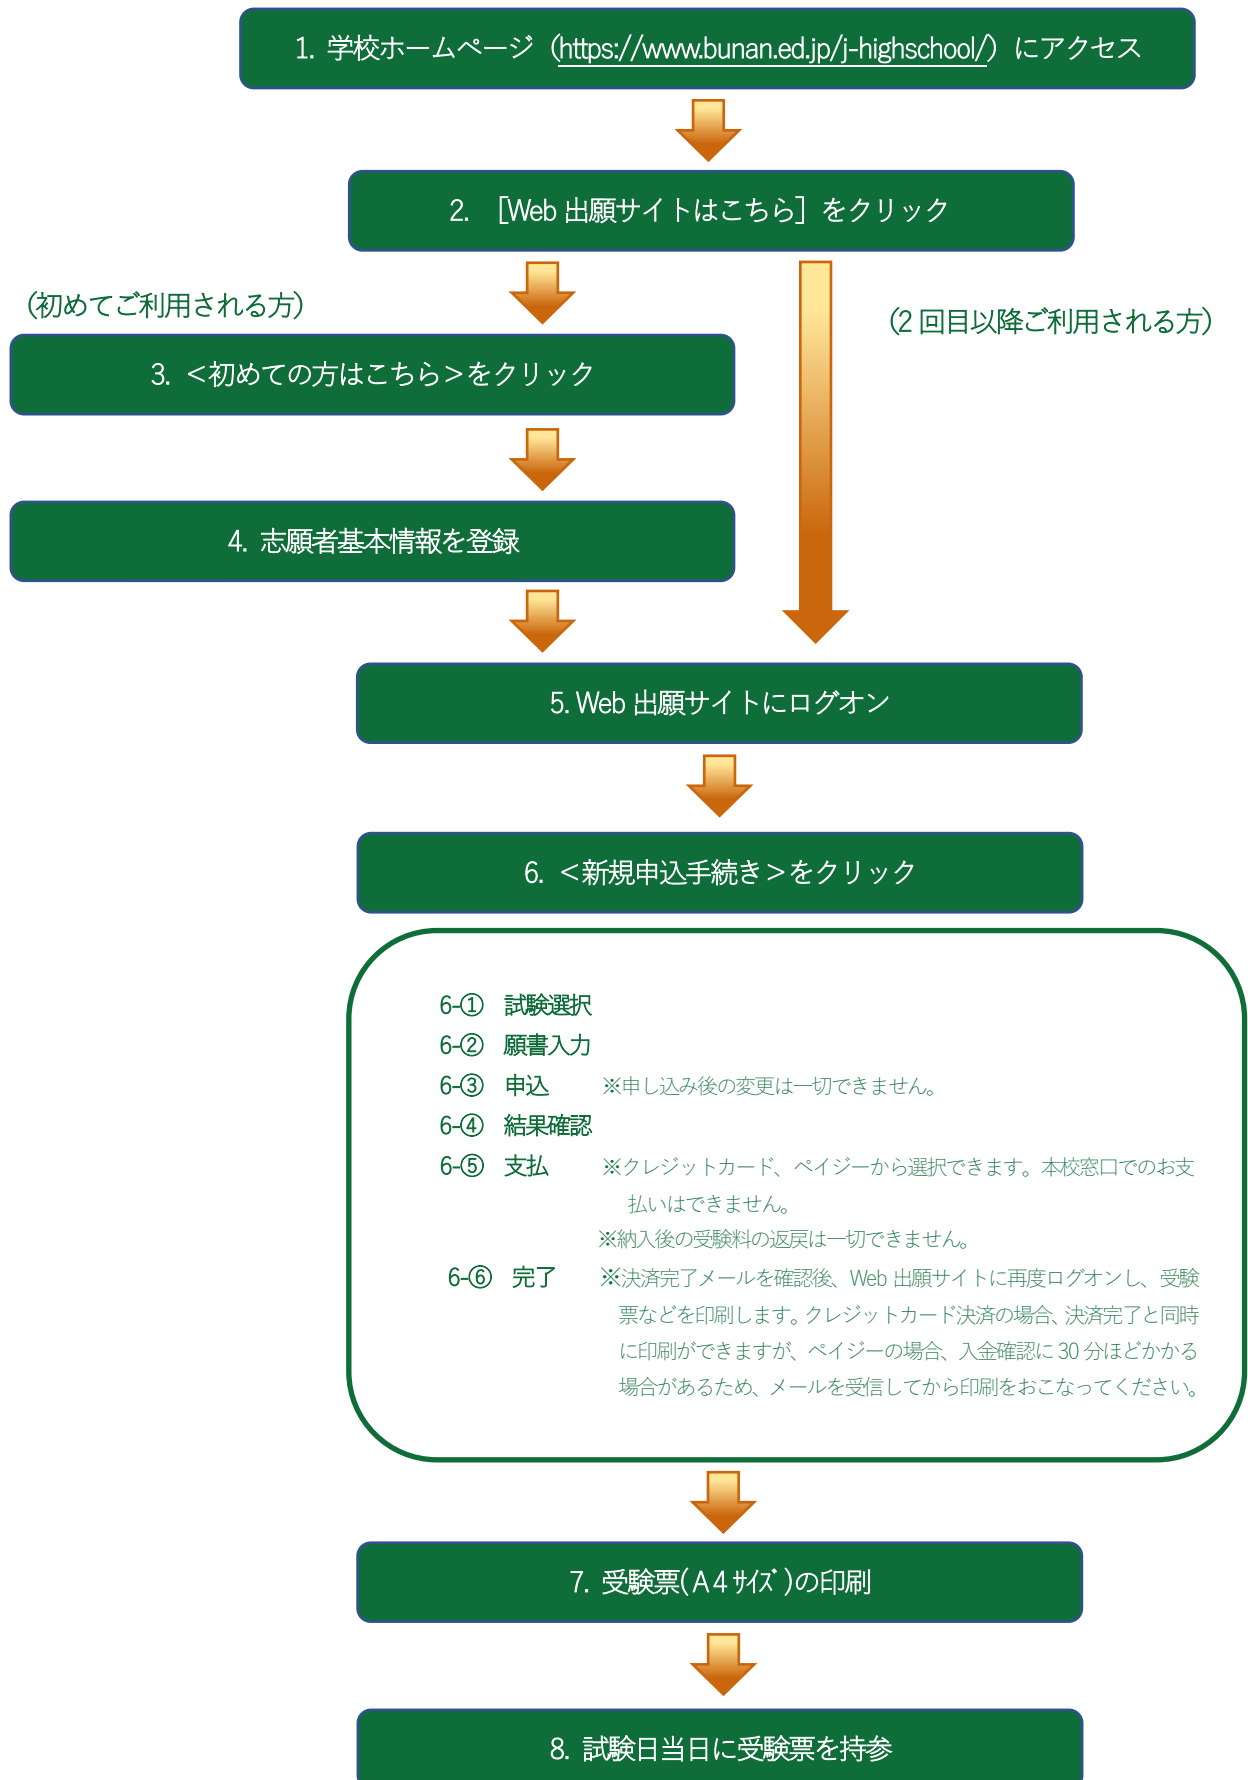 1. 学校ホームページ（https://www.bunan.ed.jp/j-highschool/）にアクセス
2. ［Web 出願サイトはこちら］をクリック
（初めてご利用される方）
（2 回目以降ご利用される方）
3. ＜初めての方はこちら＞をクリック
4. 志願者基本情報を登録
5. Web 出願サイトにログオン
6. ＜新規申込手続き＞をクリック
6-① 試験選択
6-② 願書入力
6-③ 申込 ※申し込み後の変更は一切できません。
6-④ 結果確認
6-⑤ 支払 ※クレジットカード、ペイジーから選択できます。本校窓口でのお支
払いはできません。
※納入後の受験料の返戻は一切できません。
6-⑥ 完了 ※決済完了メールを確認後、Web 出願サイトに再度ログオンし、受験
票などを印刷します。クレジットカード決済の場合、決済完了と同時
に印刷ができますが、ペイジーの場合、入金確認に 30 分ほどかかる
場合があるため、メールを受信してから印刷をおこなってください。
7. 受験票(A４ｻｲｽﾞ)の印刷
8. 試験日当日に受験票を持参